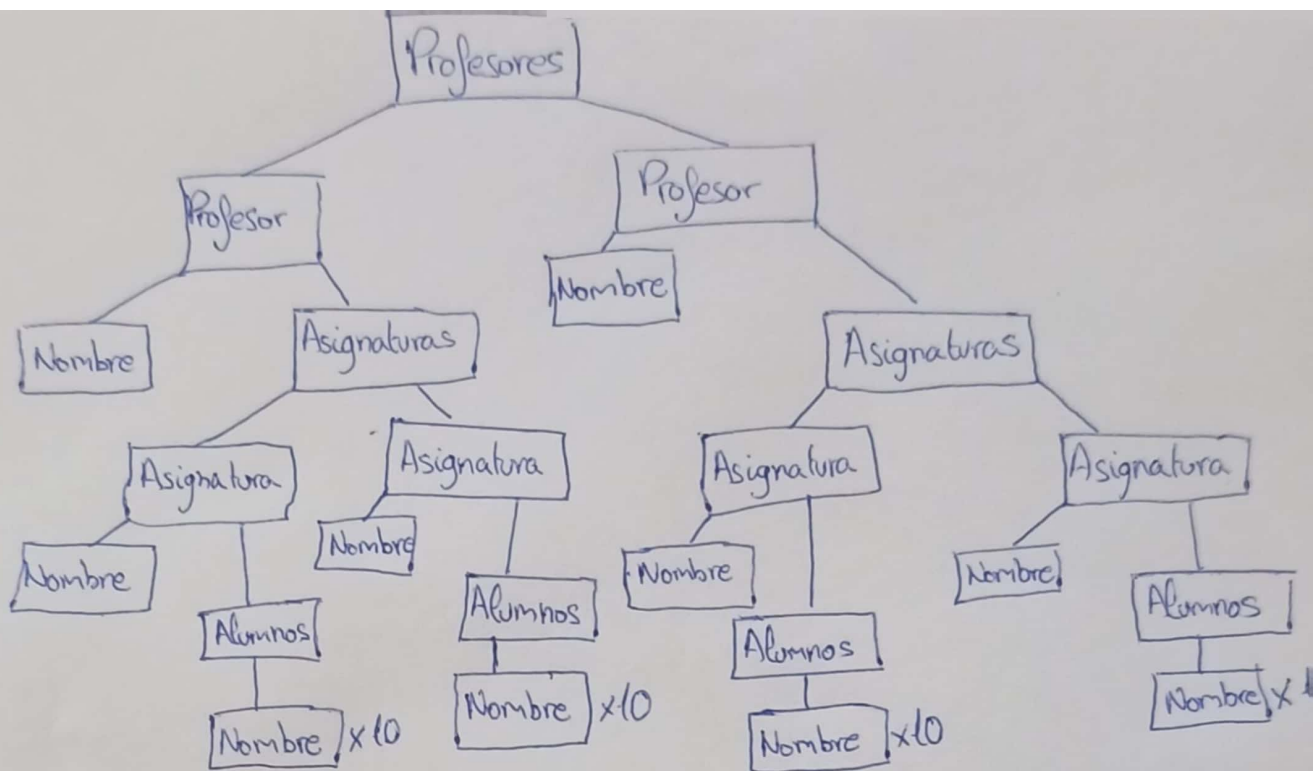 Profesores
Profesor
Profesor
Nombre
Nombre
Asignaturas
Asignaturas
Asignatura
Asignatura
Asignatura
Asignatura
Nombre
Nombre
Nombre
Nombre
Alumnos
Alumnos
Alumnos
Alumnos
Nombre x10
Nombre x10
Nombre x10
Nombre x1